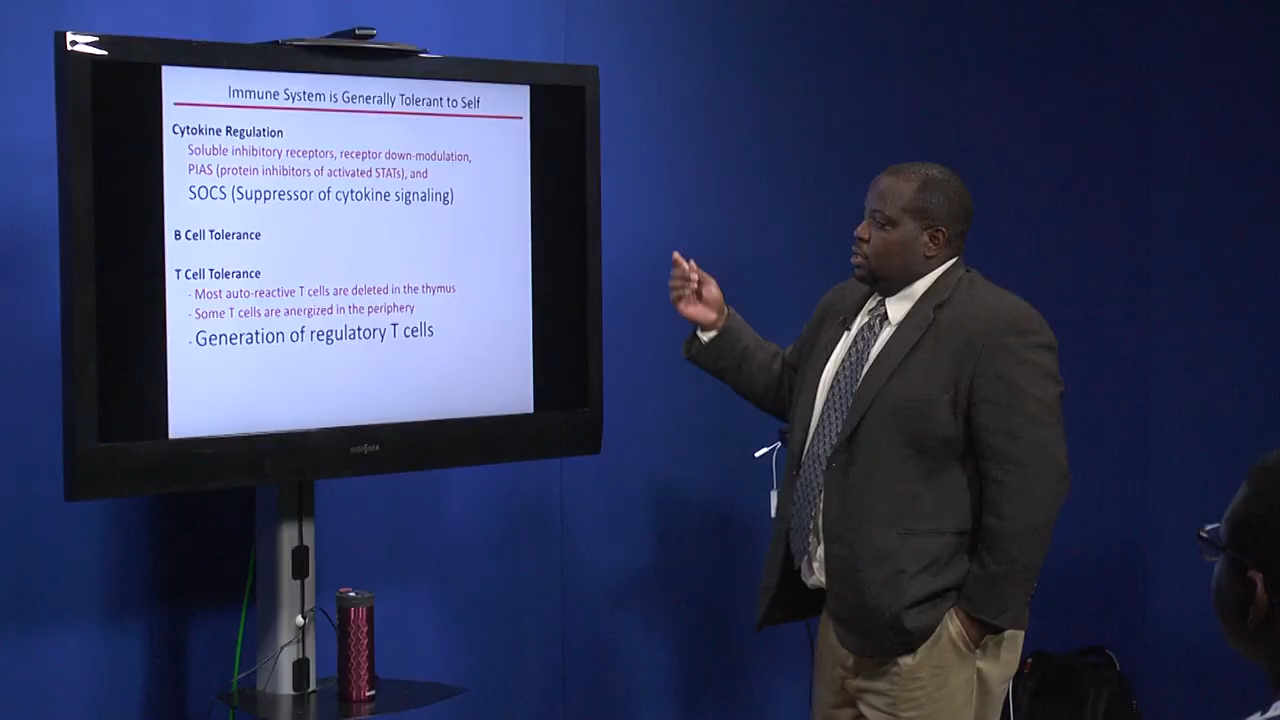 Immune System is Generally Tolerant to Self
Cytokine Regulation
Soluble inhibitory receptors, receptor down-modulation,
PIAS (protein inhibitors of activated STATs), and
SOCS (Suppressor of cytokine signaling)
B Cell Tolerance
T Cell Tolerance
- Most auto-reactive T cells are deleted in the thymus
- Some T cells are anergized in the periphery
- Generation of regulatory T cells
INSIGNIA